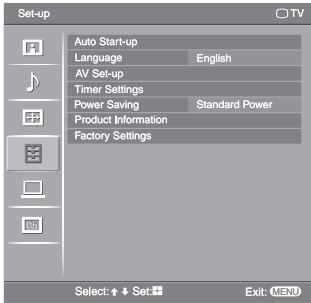 Set-up TV
Auto Start-up
Language English
AV Set-up
Timer Settings
Power Saving Standard Power
Product Information
Factory Settings
Ch
Select: Set: Exit: MENU